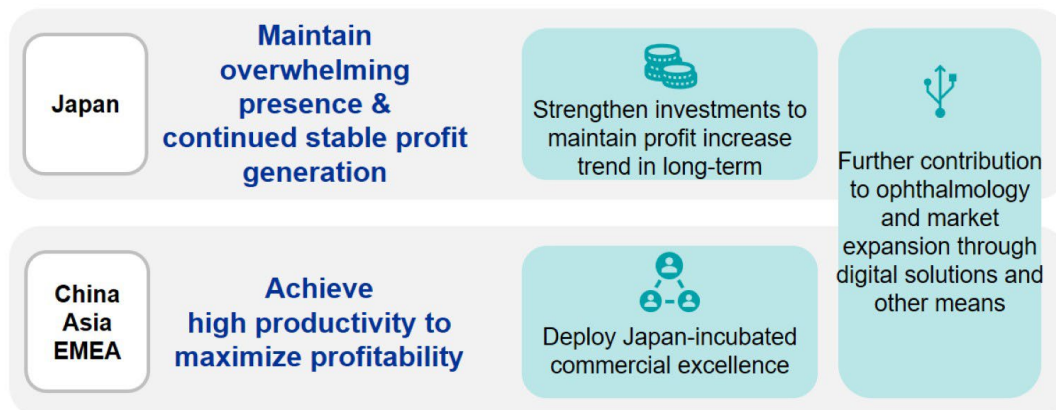 Japan
Maintain
overwhelming
presence &
continued stable profit
generation
Strengthen investments to
maintain profit increase
trend in long-term
China
Asia
EMEA
Achieve
high productivity to
maximize profitability
Deploy Japan-incubated
commercial excellence
Further contribution
to ophthalmology
and market
expansion through
digital solutions and
other means